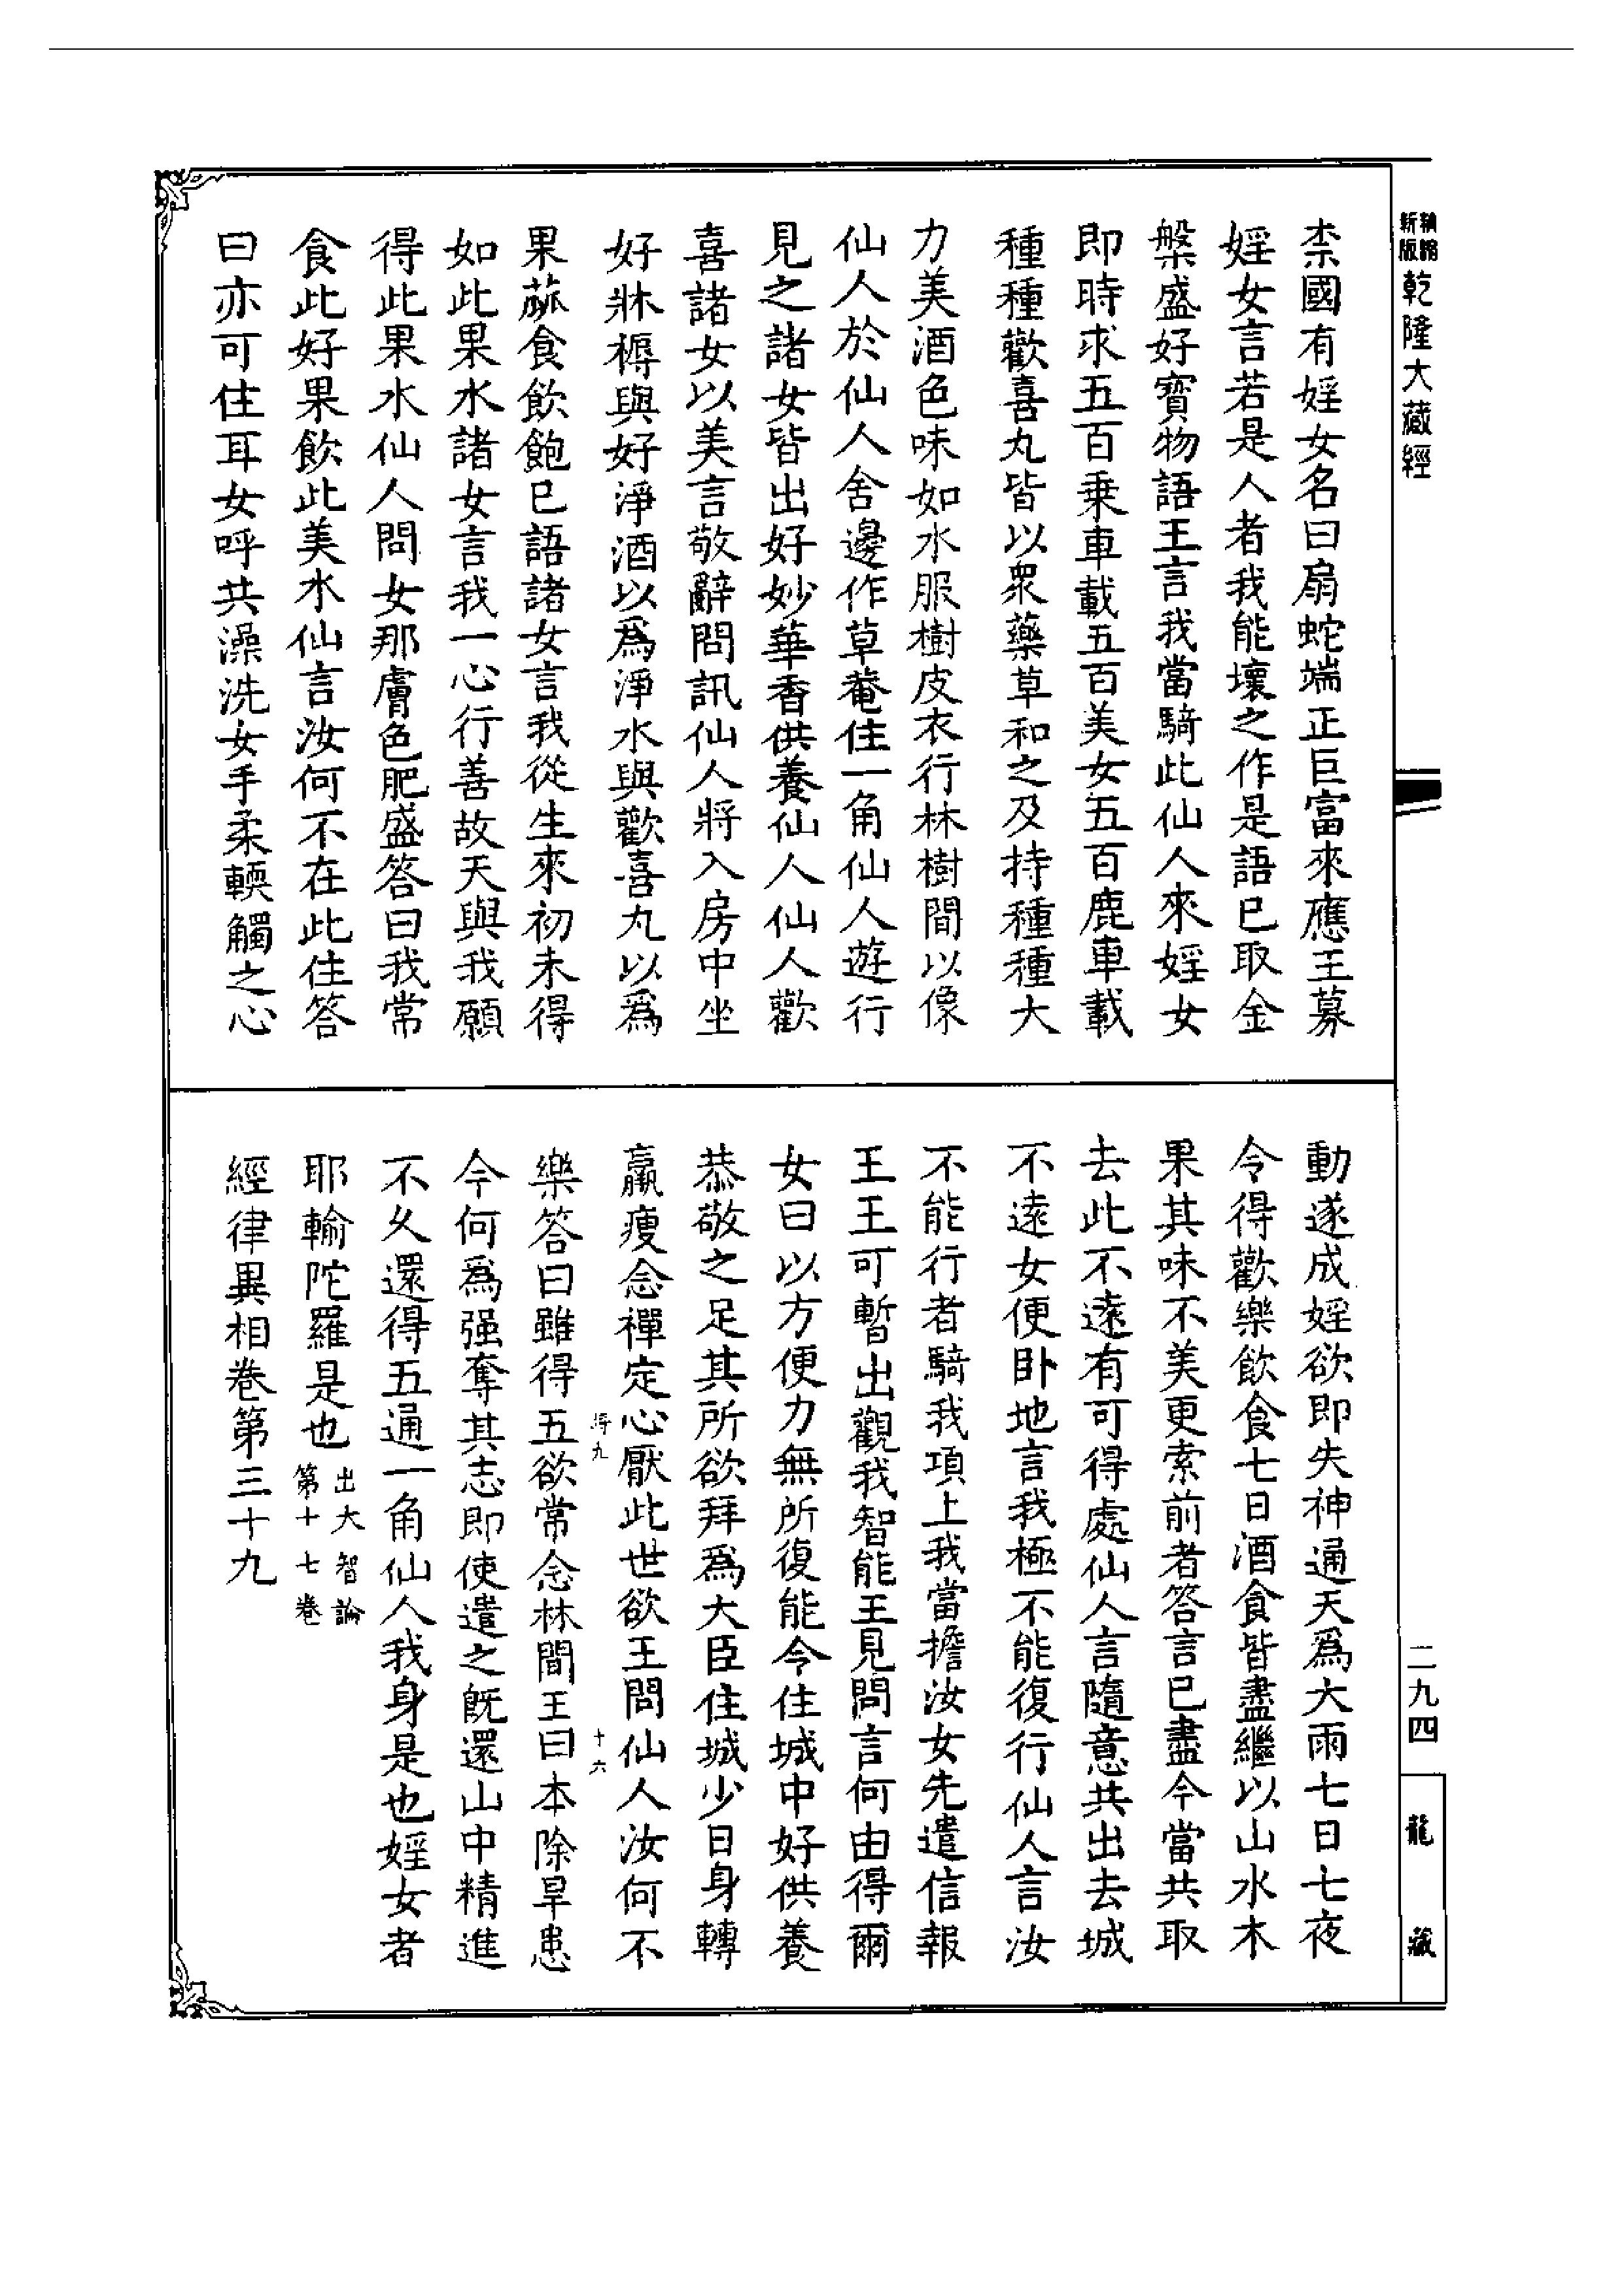 新版精縮乾隆大藏經
柰國有婬女名曰扇蛇端正巨富來應王募
婬女言若是人者我能壞之作是語已取金
槃盛好寶物語王言我當騎此仙人來婬女
即時求五百乗車載五百美女五百鹿車載
種種歡喜丸皆以衆藥草和之及持種種大
力美酒色味如水服樹皮衣行林樹間以像
仙人於仙人舍邊作草菴住一角仙人遊行
見之諸女皆出好妙華香供養仙人仙人歡
喜諸女以美言敬辭問訊仙人將入房中坐
好牀褥與好淨酒以爲淨水與歡喜丸以爲
果蓏食飲飽已語諸女言我從生來初未得
如此果水諸女言我一心行善故天與我願
得此果水仙人問女那膚色肥盛答曰我常
食此好果飲此美水仙言汝何不在此住答
曰亦可住耳女呼共澡洗女手柔輭觸之心
動遂成婬欲即失神通天爲大雨七日七夜
令得歡樂飲食七日酒食皆盡繼以山水木
果其味不美更索前者答言已盡今當共取
去此不遠有可得處仙人言隨意共出去城
不遠女便卧地言我極不能復行仙人言汝
不能行者騎我項上我當擔汝女先遣信報
王王可暫出觀我智能王見問言何由得爾
女曰以方便力無所復能令住城中好供養
恭敬之足其所欲拜爲大臣住城少日身轉
羸瘦念禪定心厭此世欲王問仙人汝何不
樂答曰雖得五欲常念林間王曰本除旱患
今何爲强奪其志即使遣之旣還山中精進
不久還得五通一角仙人我身是也婬女者
耶輸陀羅是也出大智論第十七卷
經律異相卷第三十九
九
十六
二九四
龍藏